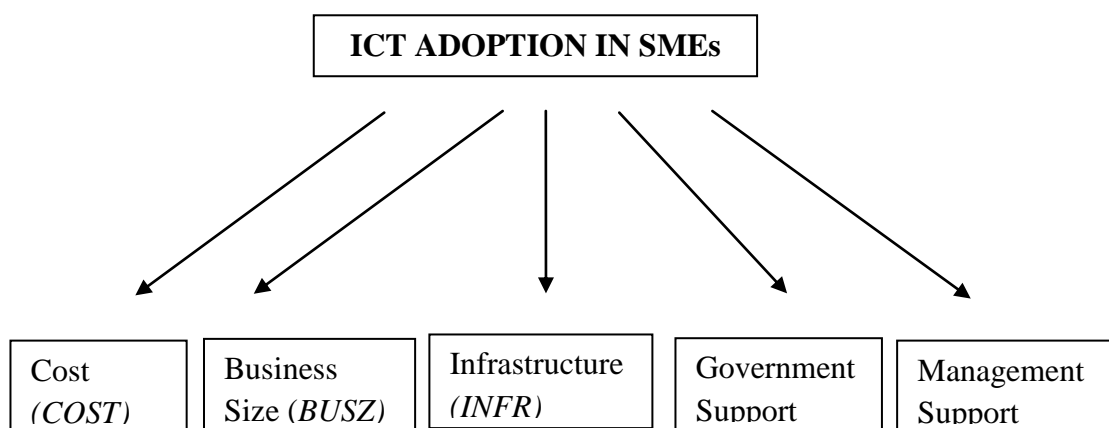 ICT ADOPTION IN SMEs
Cost
(COST)
Business
Size (BUSZ)
Infrastructure
(INFR)
Government
Support
Management
Support